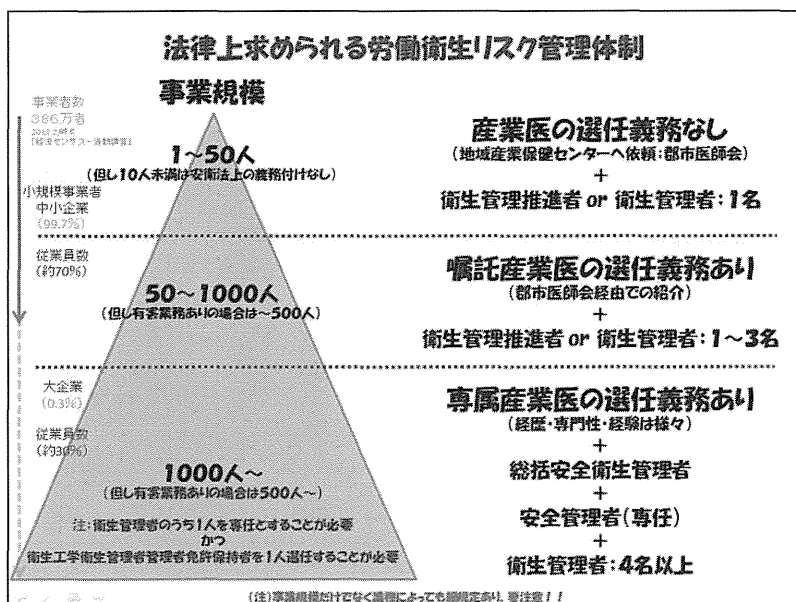 法律上求められる労働衛生リスク管理体制
事業規模
事業者数
386万者
1~50人
(但し10人未満は安衛法上の義務付けなし)
小規模事業者
中小企業
(99.7%)
従業員数
(約70%)
50~1000人
(但し有害業務ありの場合は~500人)
大企業
(0.3%)
従業員数
(約30%)
1000人~
(但し有害業務ありの場合は500人~)
注:衛生管理者のうち1人を専任とすることが必要
かつ
衛生工学衛生管理者管理者免許保持者を1人選任することが必要
産業医の選任義務なし
(地域産業保健センターへ依頼:郡市医師会)
+
衛生管理推進者 or 衛生管理者:1名
嘱託産業医の選任義務あり
(郡市医師会経由での紹介)
+
衛生管理推進者 or 衛生管理者:1~3名
専属産業医の選任義務あり
(経歴・専門性・経験は様々)
+
総括安全衛生管理者
+
安全管理者(専任)
+
衛生管理者:4名以上
(注)事業規模だけでなく業種によっても細規定あり、要注意!!